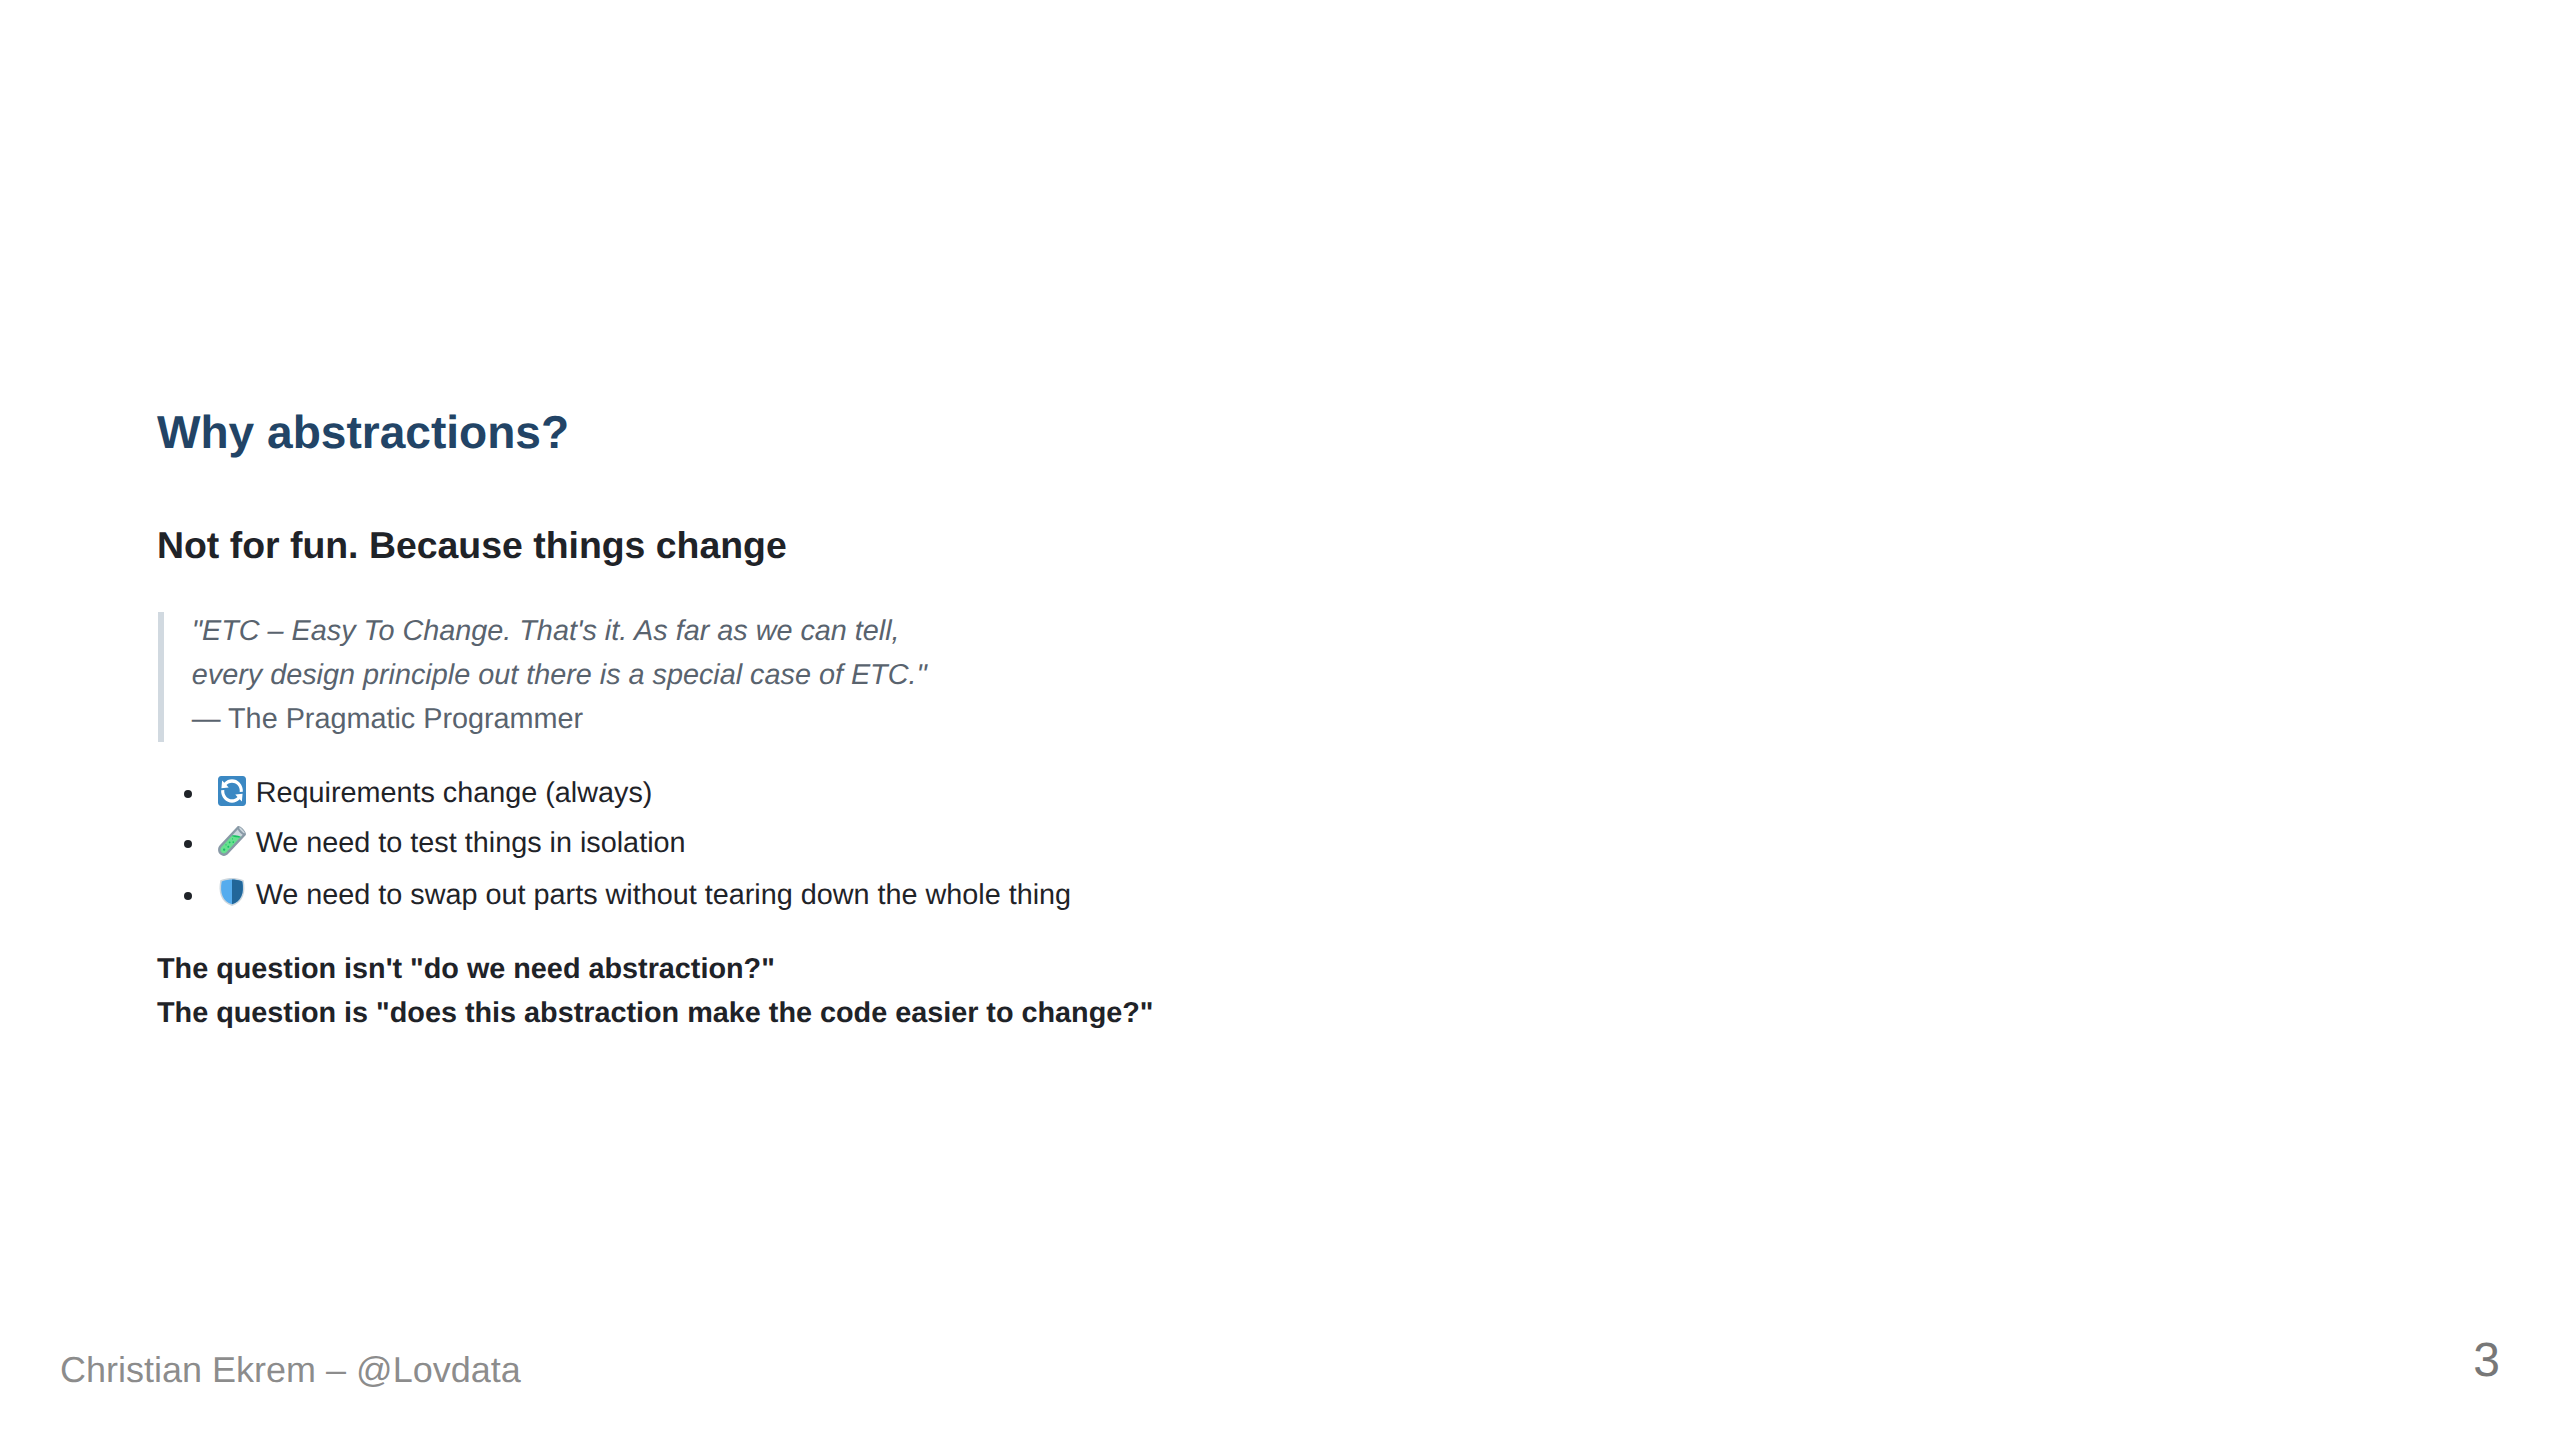 Why abstractions?
Not for fun. Because things change
"ETC – Easy To Change. That's it. As far as we can tell,
every design principle out there is a special case of ETC."
— The Pragmatic Programmer
• 🔄 Requirements change (always)
• 🧪 We need to test things in isolation
• 🛡️ We need to swap out parts without tearing down the whole thing
The question isn't "do we need abstraction?"
The question is "does this abstraction make the code easier to change?"
Christian Ekrem – @Lovdata
3